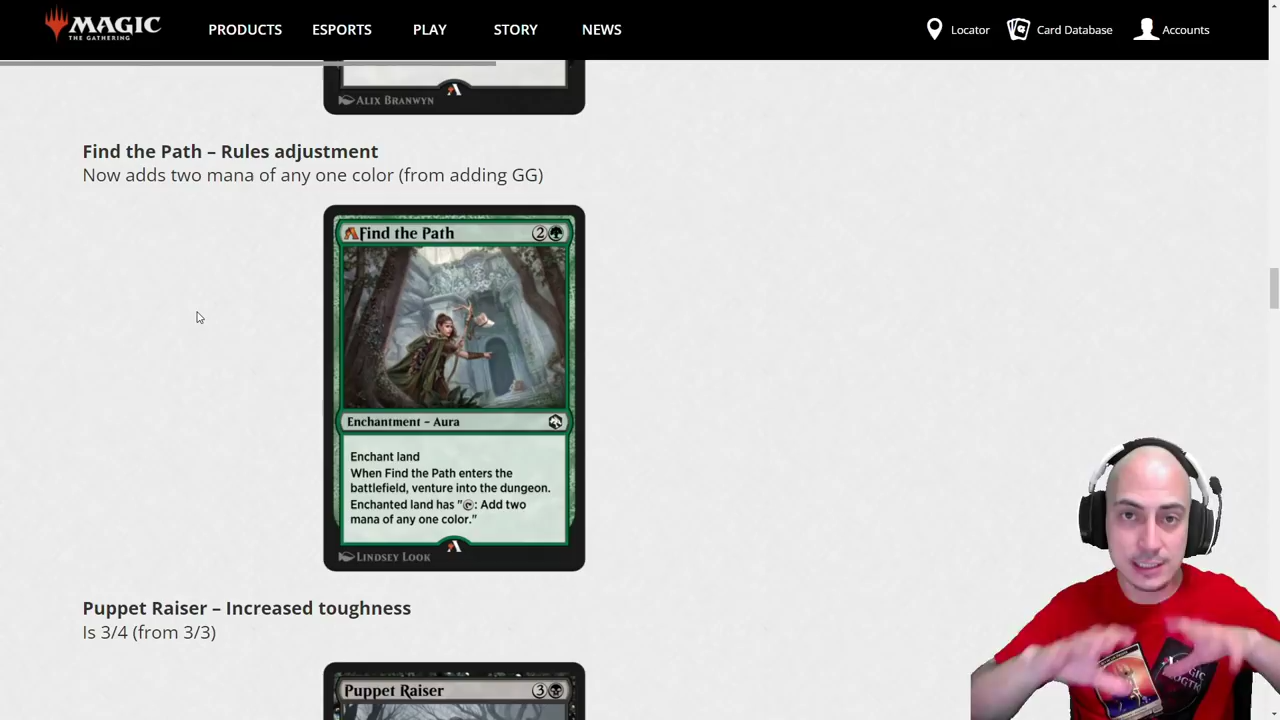 MAGIC
THE GATHERING
PRODUCTS
ESPORTS
PLAY
STORY
NEWS
Locator
Card Database
Accounts
ALIX BRANWYN
Find the Path – Rules adjustment
Now adds two mana of any one color (from adding GG)
Find the Path 2
Enchantment – Aura
Enchant land
When Find the Path enters the
battlefield, venture into the dungeon.
Enchanted land has "T: Add two
mana of any one color."
LINDSEY LOOK
Puppet Raiser – Increased toughness
Is 3/4 (from 3/3)
Puppet Raiser 3
MAGIC